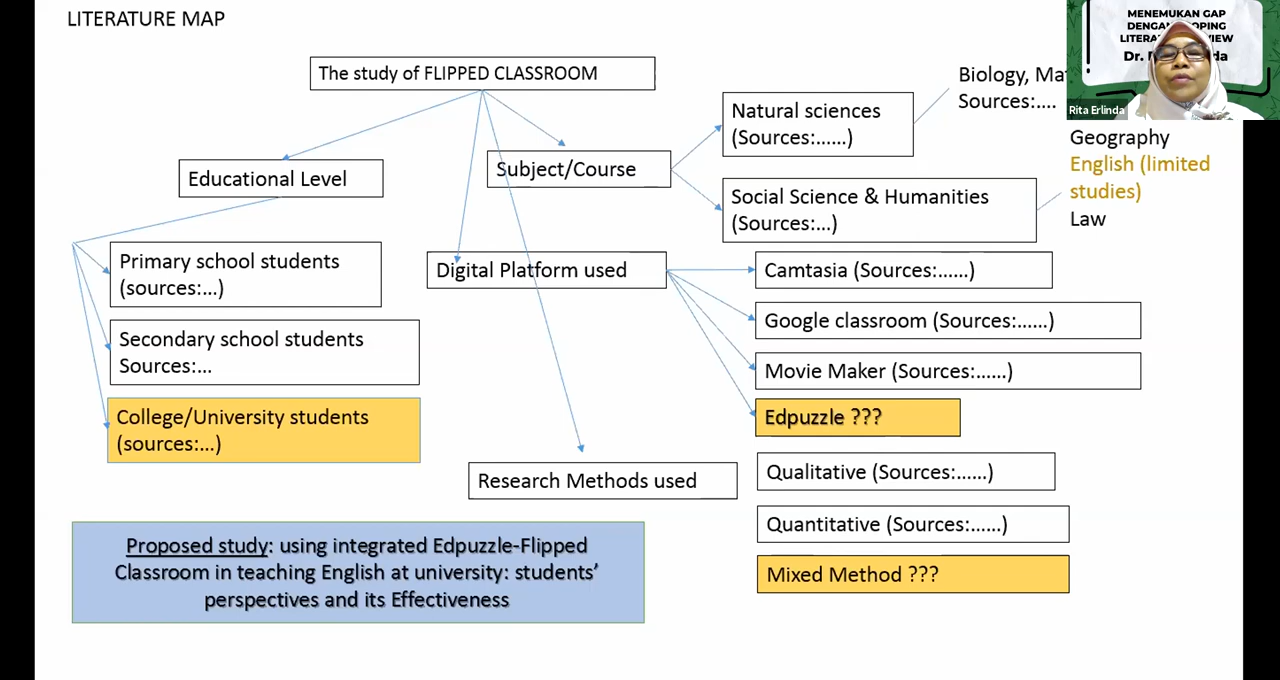 LITERATURE MAP
MENEMUKAN GAP
The study of FLIPPED CLASSROOM
Biology,
Sources:....
Rita Erlinda
Natural sciences
(Sources:......)
Geography
English (limited
studies)
Law
Educational Level
Subject/Course
Social Science & Humanities
(Sources:...)
Primary school students
(sources:...)
Digital Platform used
Camtasia (Sources:......)
Google classroom (Sources:......)
Secondary school students
Sources:...
Movie Maker (Sources:......)
College/University students
(sources:...)
Edpuzzle ???
Research Methods used
Qualitative (Sources:......)
Quantitative (Sources:......)
Mixed Method ???
Proposed study: using integrated Edpuzzle-Flipped
Classroom in teaching English at university: students’
perspectives and its Effectiveness